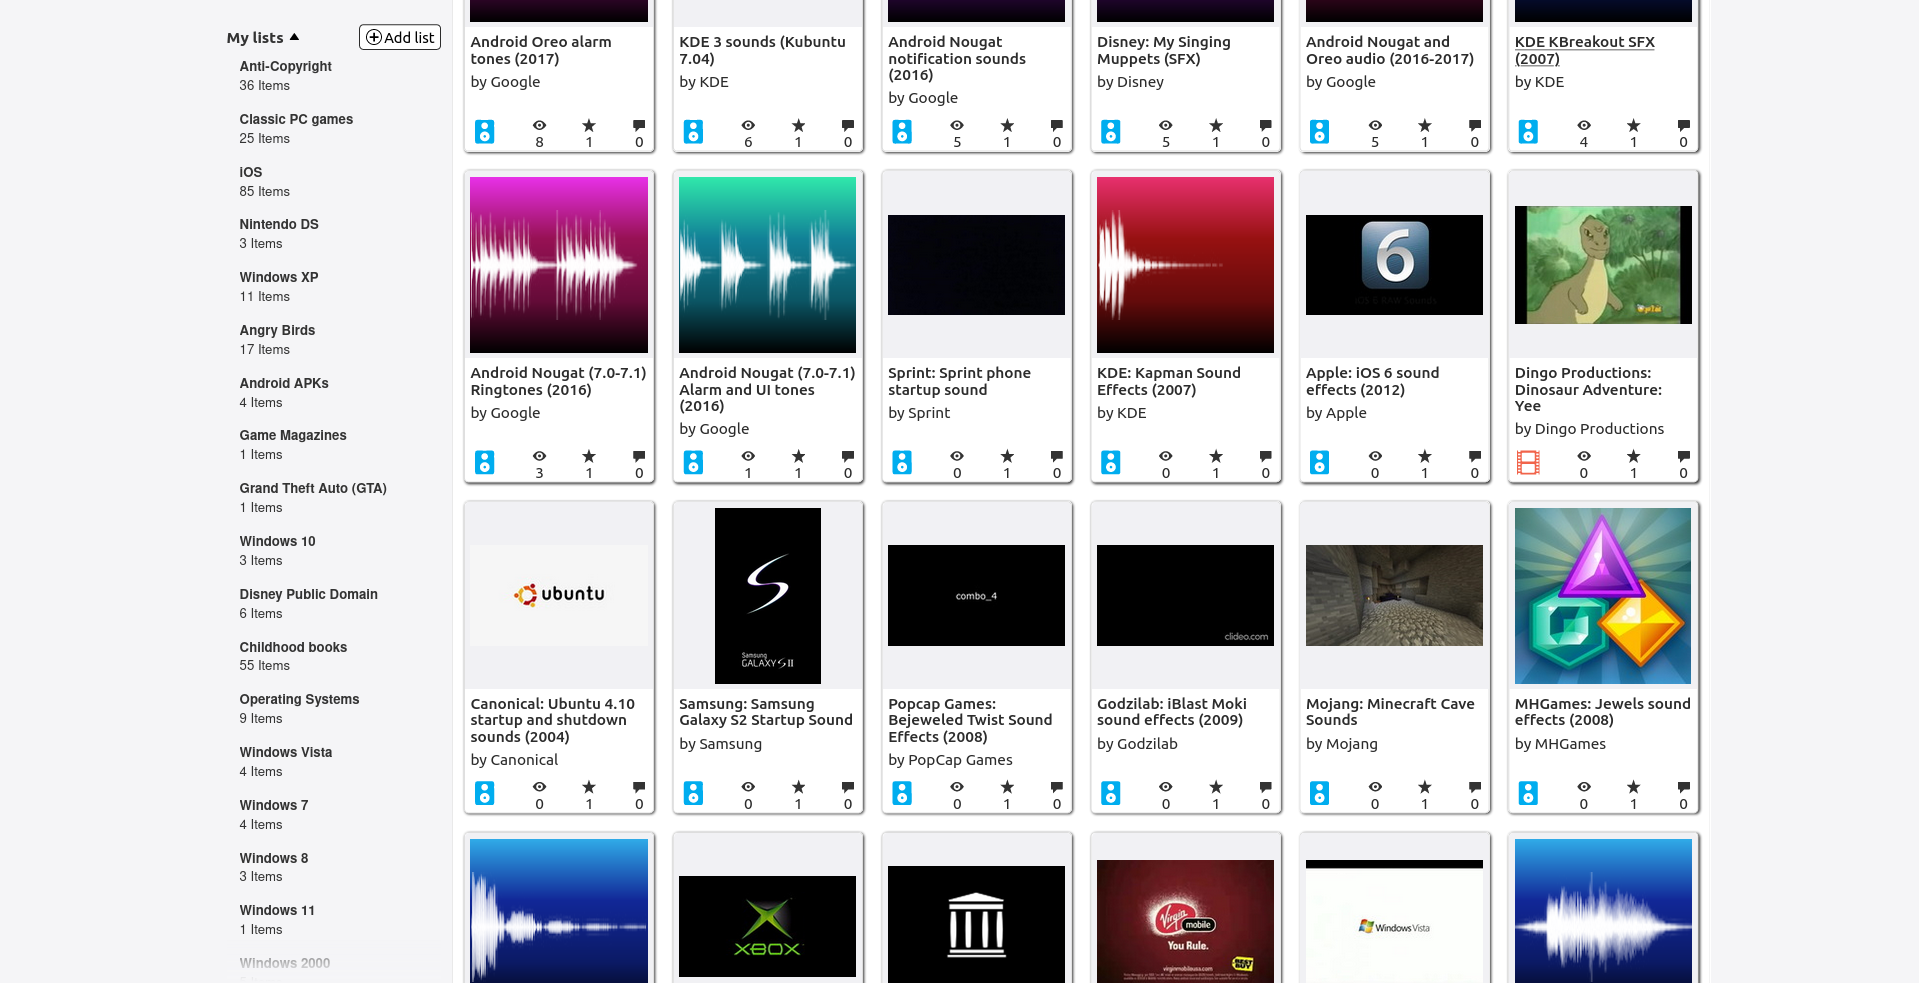 My lists
Add list
Anti-Copyright
36 Items
Classic PC games
25 Items
iOS
85 Items
Nintendo DS
3 Items
Windows XP
11 Items
Angry Birds
17 Items
Android APKs
4 Items
Game Magazines
1 Items
Grand Theft Auto (GTA)
1 Items
Windows 10
3 Items
Disney Public Domain
6 Items
Childhood books
55 Items
Operating Systems
9 Items
Windows Vista
4 Items
Windows 7
4 Items
Windows 8
3 Items
Windows 11
1 Items
Windows 2000
Android Oreo alarm
tones (2017)
by Google
8 1 0
KDE 3 sounds (Kubuntu
7.04)
by KDE
6 1 0
Android Nougat
notification sounds
(2016)
by Google
5 1 0
Disney: My Singing
Muppets (SFX)
by Disney
5 1 0
Android Nougat and
Oreo audio (2016-2017)
by Google
5 1 0
KDE KBreakout SFX
(2007)
by KDE
4 1 0
Android Nougat (7.0-7.1)
Ringtones (2016)
by Google
3 1 0
Android Nougat (7.0-7.1)
Alarm and UI tones
(2016)
by Google
1 1 0
Sprint: Sprint phone
startup sound
by Sprint
0 1 0
KDE: Kapman Sound
Effects (2007)
by KDE
0 1 0
6
iOS 6 RAW Sounds
Apple: iOS 6 sound
effects (2012)
by Apple
0 1 0
Dingo Productions:
Dinosaur Adventure:
Yee
by Dingo Productions
0 1 0
ubuntu
Canonical: Ubuntu 4.10
startup and shutdown
sounds (2004)
by Canonical
0 1 0
S
Samsung
GALAXY S II
Samsung: Samsung
Galaxy S2 Startup Sound
by Samsung
0 1 0
combo_4
Popcap Games:
Bejeweled Twist Sound
Effects (2008)
by PopCap Games
0 1 0
clideo.com
Godzilab: iBlast Moki
sound effects (2009)
by Godzilab
0 1 0
Mojang: Minecraft Cave
Sounds
by Mojang
0 1 0
MHGames: Jewels sound
effects (2008)
by MHGames
0 1 0
XBOX
Virgin
mobile
You Rule.
virginmobileusa.com
BEST BUY
Windows Vista